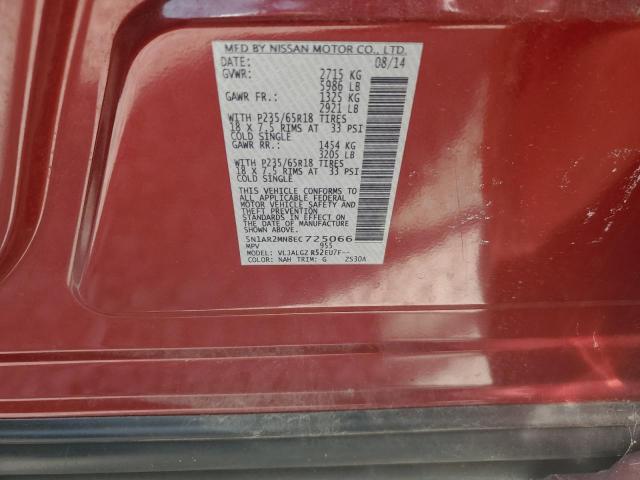 MFD BY NISSAN MOTOR CO., LTD.
DATE: 08/14
GVWR: 2715 KG
5986 LB
GAWR FR.: 1325 KG
2921 LB
WITH P235/65R18 TIRES
18 X 7.5 RIMS AT 33 PSI
COLD SINGLE
GAWR RR.: 1454 KG
3205 LB
WITH P235/65R18 TIRES
18 X 7.5 RIMS AT 33 PSI
COLD SINGLE
THIS VEHICLE CONFORMS TO
ALL APPLICABLE FEDERAL
MOTOR VEHICLE SAFETY AND
THEFT PREVENTION
STANDARDS IN EFFECT ON
THE DATE OF MANUFACTURE
SHOWN ABOVE.
5N1AR2MN8EC725066
MPV 955
MODEL: VLJALGZ R52EU7F--
COLOR: NAH TRIM: G ZS30A